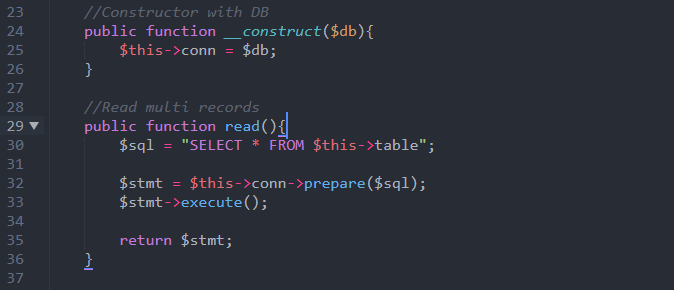 23 //Constructor with DB
24 public function __construct($db){
25 $this->conn = $db;
26 }
27
28 //Read multi records
29 public function read(){
30 $sql = "SELECT * FROM $this->table";
31
32 $stmt = $this->conn->prepare($sql);
33 $stmt->execute();
34
35 return $stmt;
36 }
37